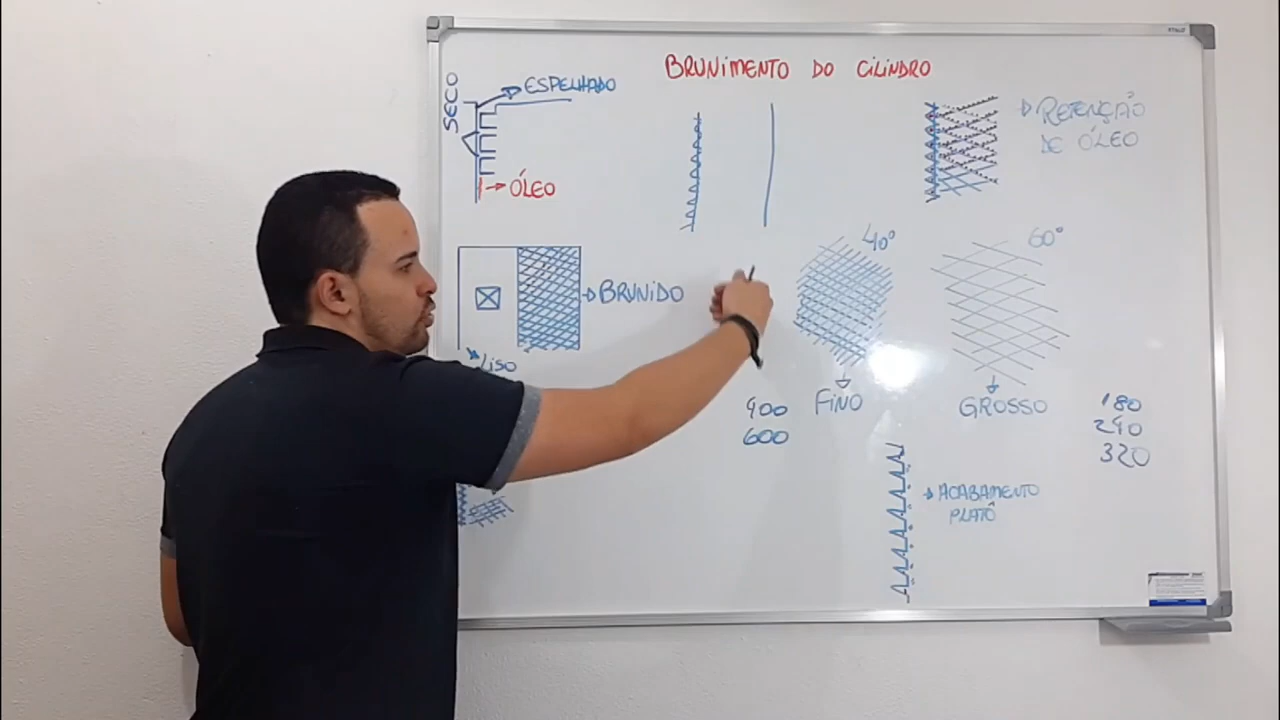 BRUNIMENTO DO CILINDRO
SECO
ESPELHADO
ÓLEO
RETENÇÃO
DE ÓLEO
40°
60°
BRUNIDO
LISO
FINO
GROSSO
400
600
180
240
320
ACABAMENTO
PLATÔ